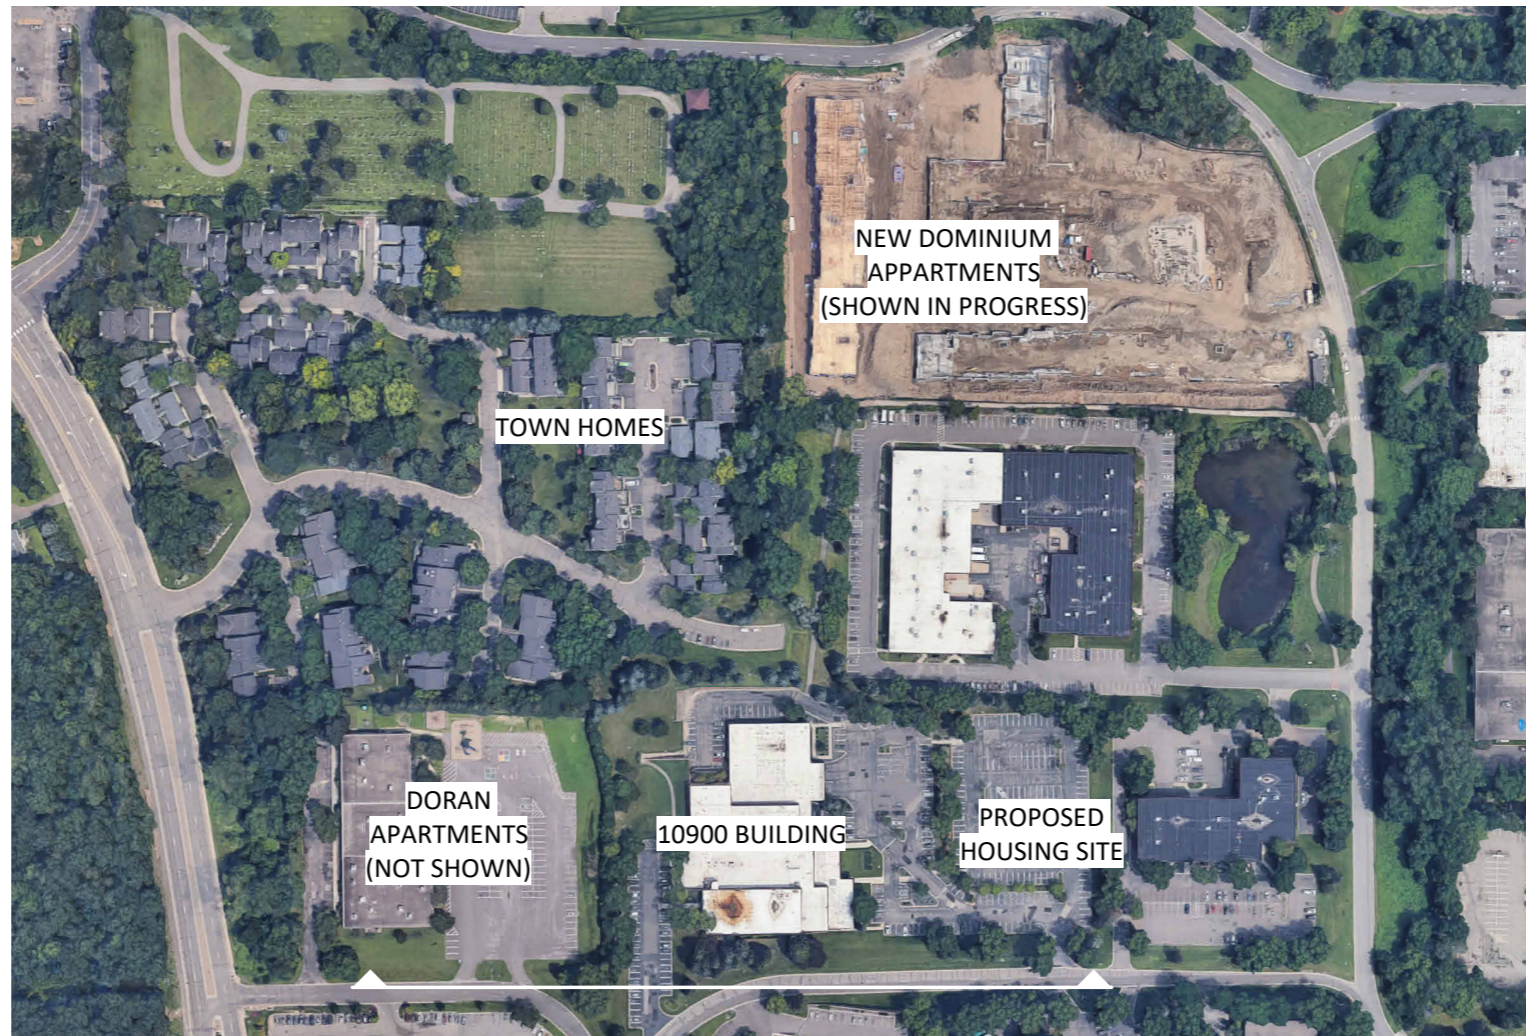 NEW DOMINIUM
APPARTMENTS
(SHOWN IN PROGRESS)
TOWN HOMES
DORAN
APARTMENTS
(NOT SHOWN)
10900 BUILDING
PROPOSED
HOUSING SITE